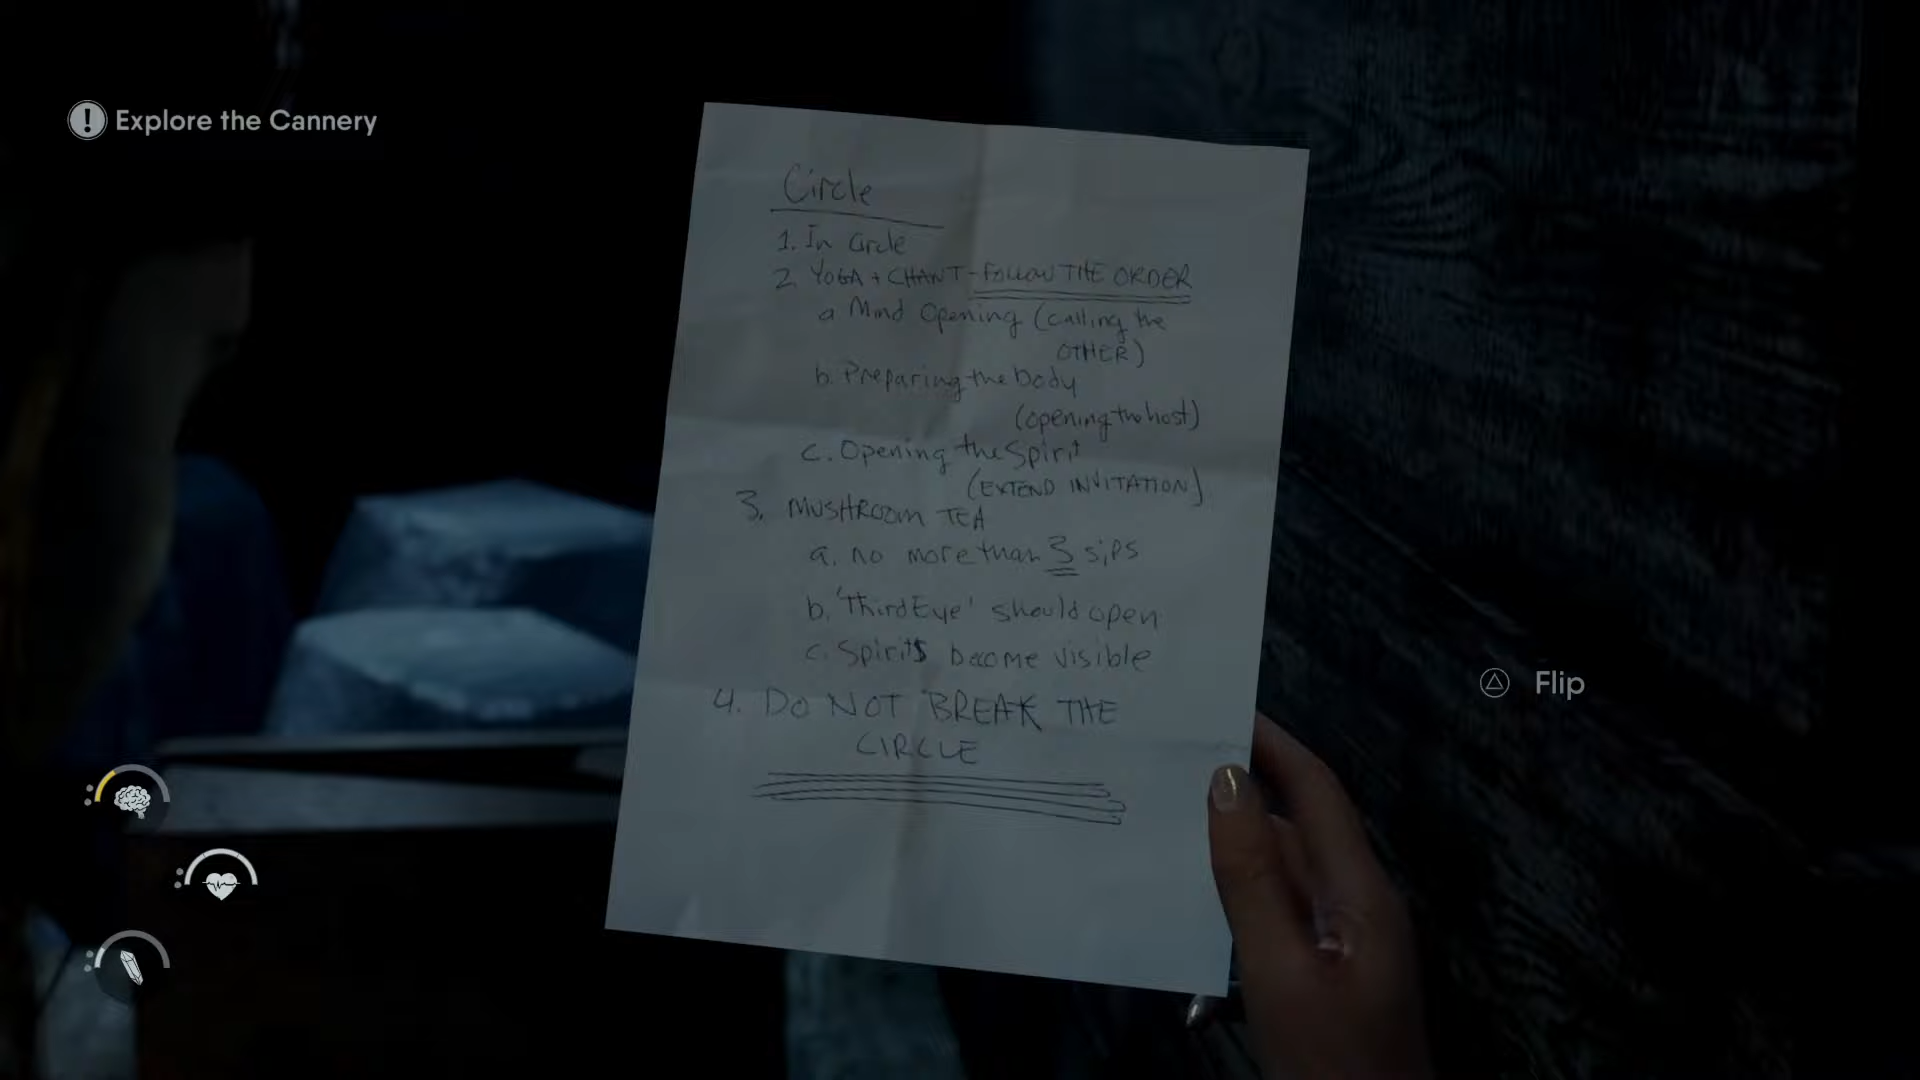 Explore the Cannery
Circle
1. In Circle
2 YOGA + CHANT - FOLLOW THE ORDER
a Mind Opening (calling the
OTHER)
b. Preparing the body
(opening the host)
c. Opening the Spirit
(EXTEND INVITATION)
3. MUSHROOM TEA
a. no more than 3 sips
b. 'Third Eye' should open
c. Spirits become visible
4. DO NOT BREAK THE
CIRCLE
Flip